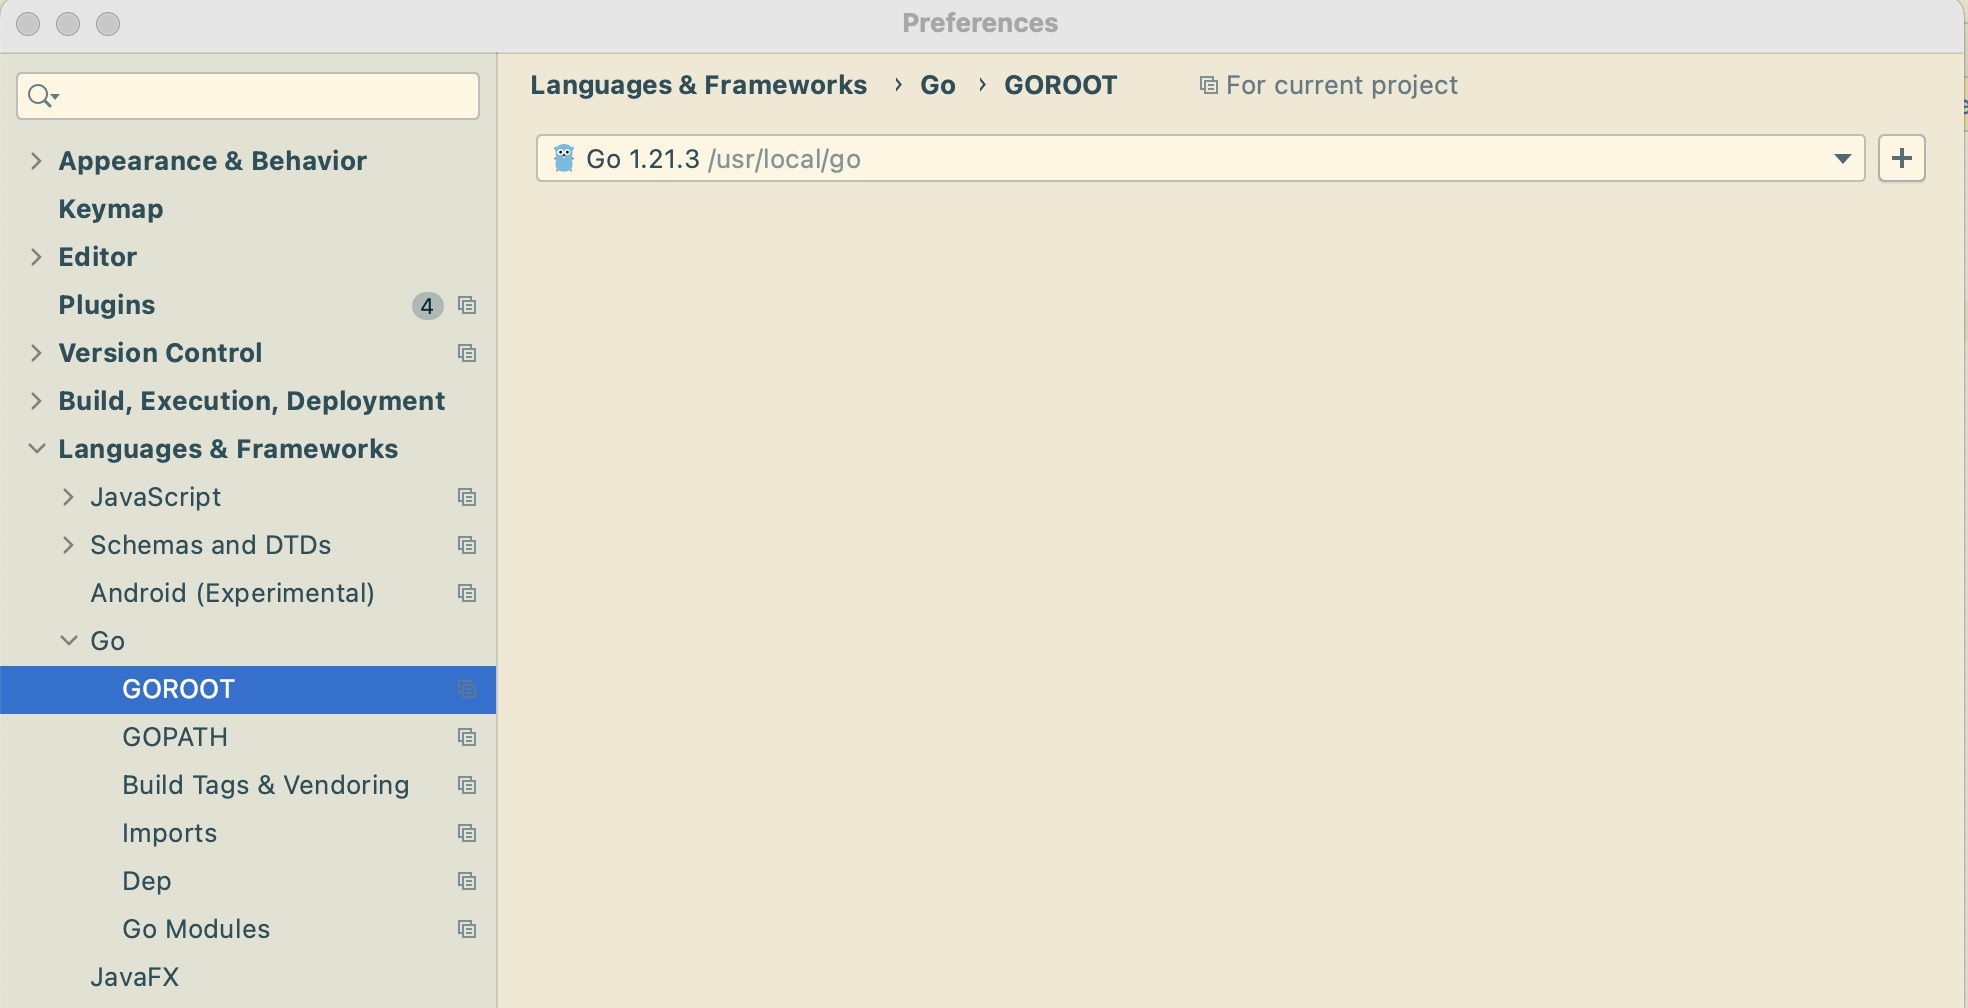 Preferences
Languages & Frameworks › Go › GOROOT For current project
Go 1.21.3 /usr/local/go
Appearance & Behavior
Keymap
Editor
Plugins 4
Version Control
Build, Execution, Deployment
Languages & Frameworks
JavaScript
Schemas and DTDs
Android (Experimental)
Go
GOROOT
GOPATH
Build Tags & Vendoring
Imports
Dep
Go Modules
JavaFX